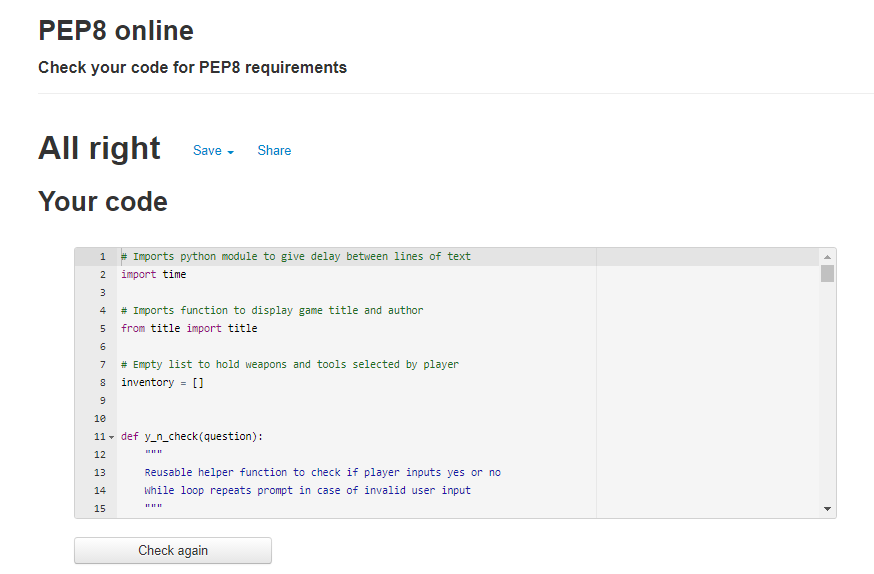 PEP8 online
Check your code for PEP8 requirements
All right Save Share
Your code
1 # Imports python module to give delay between lines of text
2 import time
3
4 # Imports function to display game title and author
5 from title import title
6
7 # Empty list to hold weapons and tools selected by player
8 inventory = []
9
10
11 def y_n_check(question):
12     """
13     Reusable helper function to check if player inputs yes or no
14     While loop repeats prompt in case of invalid user input
15     """
Check again